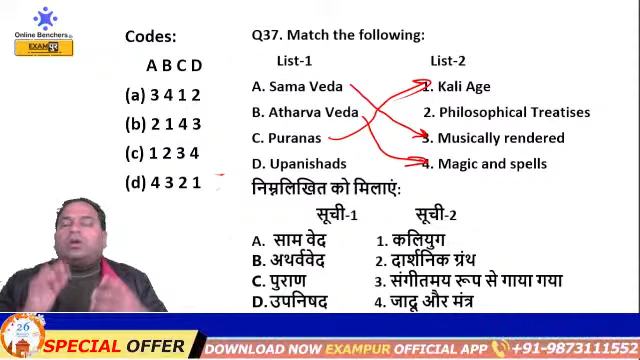 Online Benchers
EXAM पुर
Codes:
A B C D
(a) 3 4 1 2
(b) 2 1 4 3
(c) 1 2 3 4
(d) 4 3 2 1
Q37. Match the following:
List-1 List-2
A. Sama Veda 1. Kali Age
B. Atharva Veda 2. Philosophical Treatises
C. Puranas 3. Musically rendered
D. Upanishads 4. Magic and spells
निम्नलिखित को मिलाएं:
सूची-1 सूची-2
A. साम वेद 1. कलियुग
B. अथर्ववेद 2. दार्शनिक ग्रंथ
C. पुराण 3. संगीतमय रूप से गाया गया
D. उपनिषद 4. जादू और मंत्र
26
SPECIAL OFFER DOWNLOAD NOW EXAMPUR OFFICIAL APP +91-9873111552